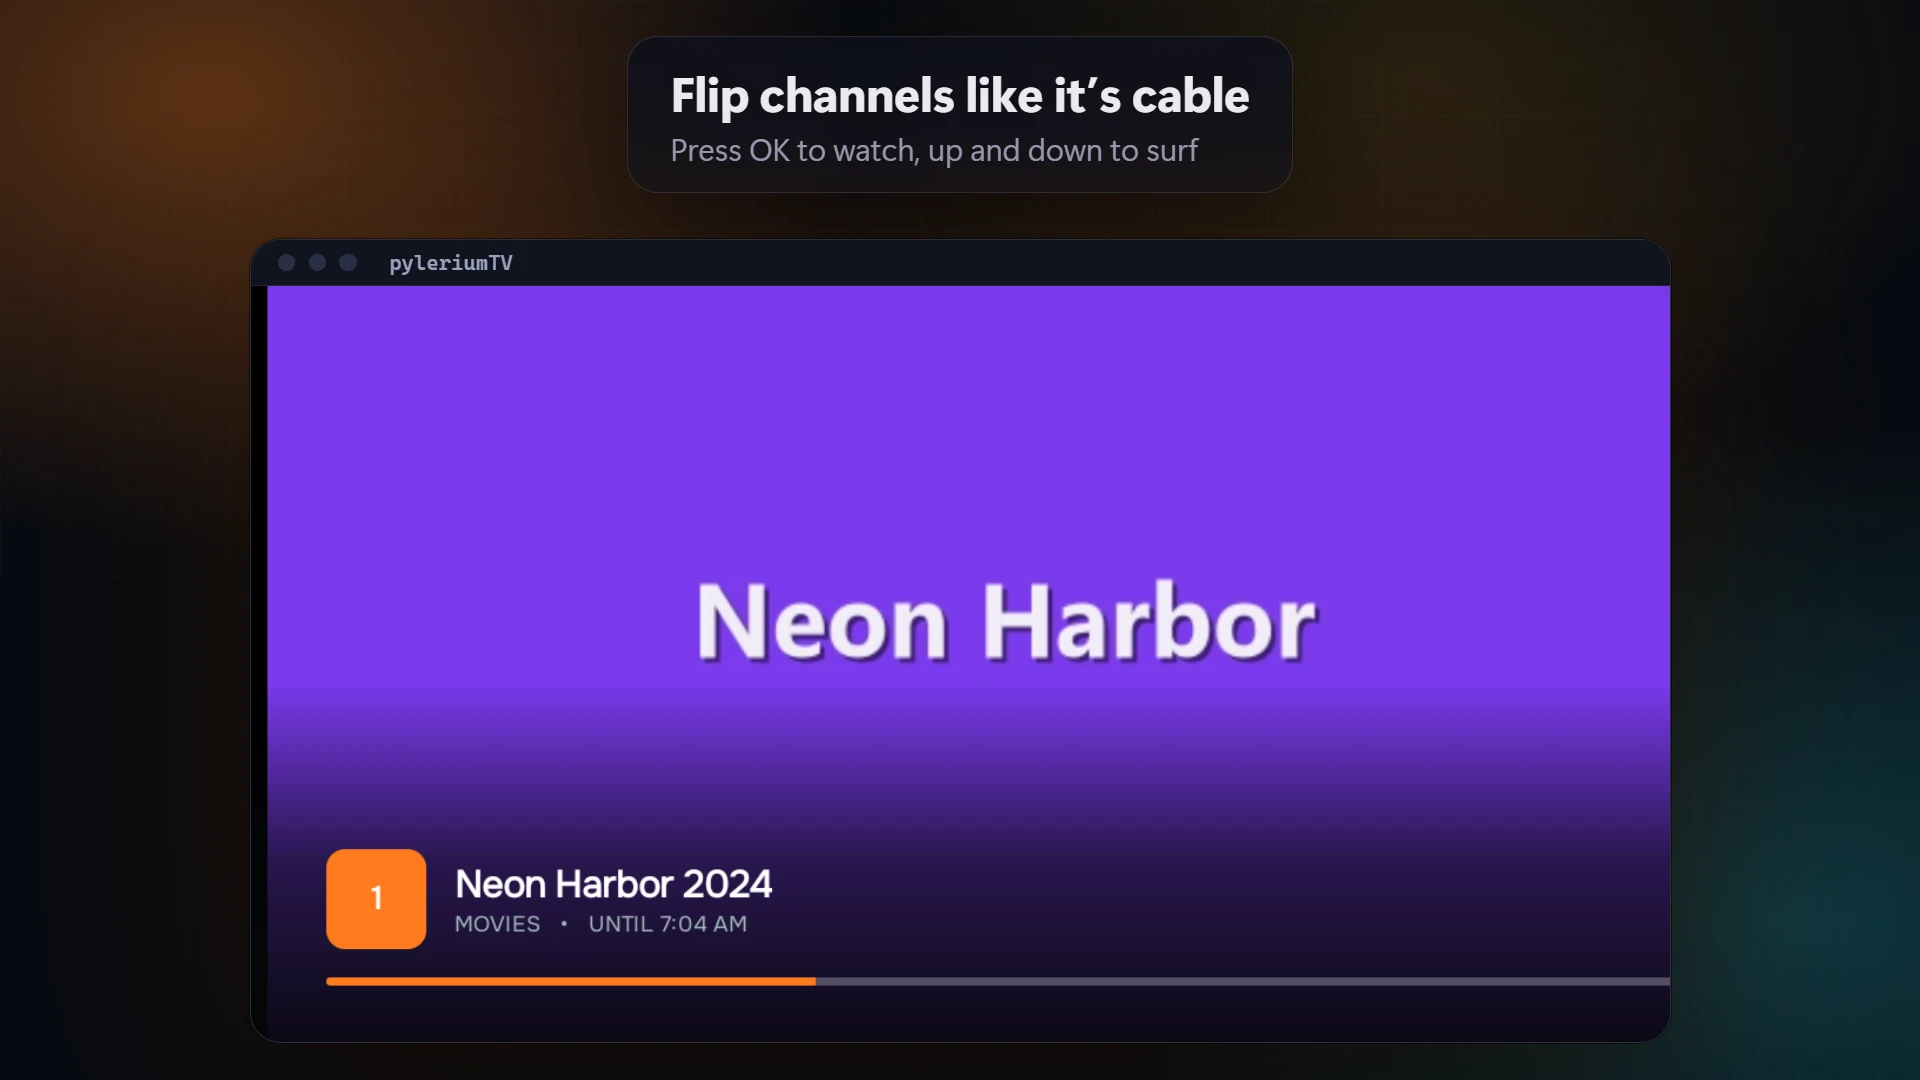 Flip channels like it’s cable
Press OK to watch, up and down to surf
pyleriumTV
Neon Harbor
1
Neon Harbor 2024
MOVIES • UNTIL 7:04 AM